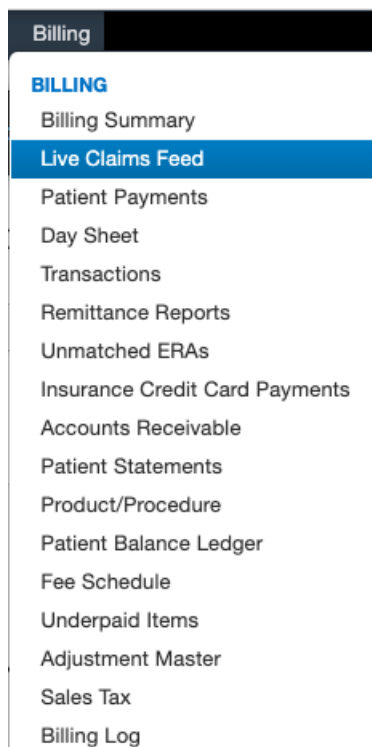 Billing
BILLING
Billing Summary
Live Claims Feed
Patient Payments
Day Sheet
Transactions
Remittance Reports
Unmatched ERAs
Insurance Credit Card Payments
Accounts Receivable
Patient Statements
Product/Procedure
Patient Balance Ledger
Fee Schedule
Underpaid Items
Adjustment Master
Sales Tax
Billing Log